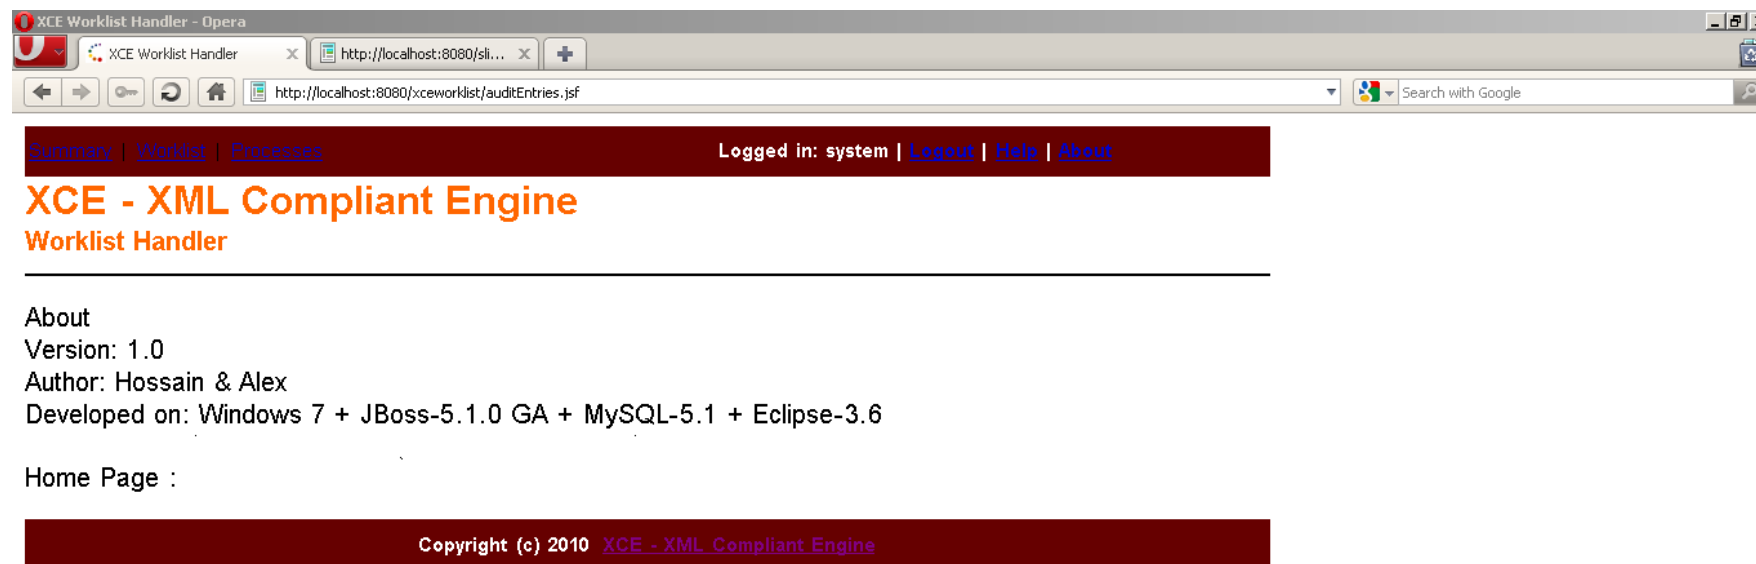 XCE Worklist Handler - Opera
XCE Worklist Handler
http://localhost:8080/sli...
http://localhost:8080/xceworklist/auditEntries.jsf
Search with Google
Summary | Worklist | Processes
Logged in: system | Logout | Help | About
XCE - XML Compliant Engine
Worklist Handler
About
Version: 1.0
Author: Hossain & Alex
Developed on: Windows 7 + JBoss-5.1.0 GA + MySQL-5.1 + Eclipse-3.6
Home Page :
Copyright (c) 2010 XCE - XML Compliant Engine